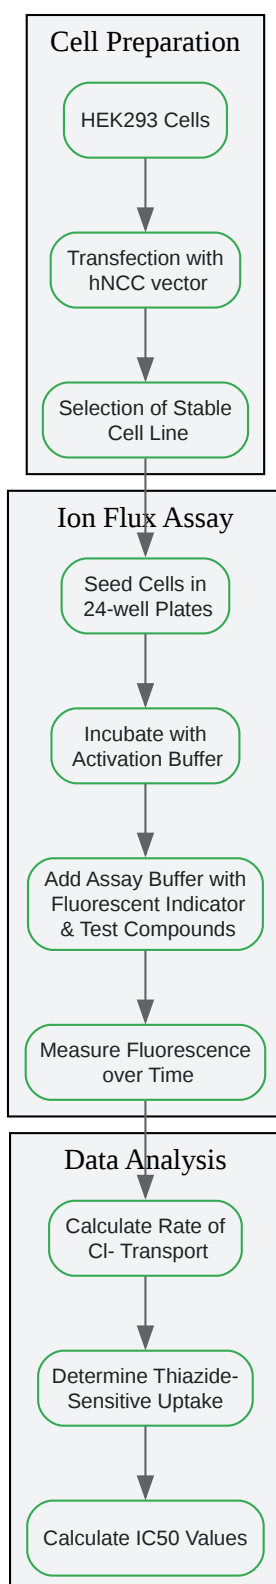 Cell Preparation
HEK293 Cells
Transfection with
hNCC vector
Selection of Stable
Cell Line
Ion Flux Assay
Seed Cells in
24-well Plates
Incubate with
Activation Buffer
Add Assay Buffer with
Fluorescent Indicator
& Test Compounds
Measure Fluorescence
over Time
Data Analysis
Calculate Rate of
Cl- Transport
Determine Thiazide-
Sensitive Uptake
Calculate IC50 Values